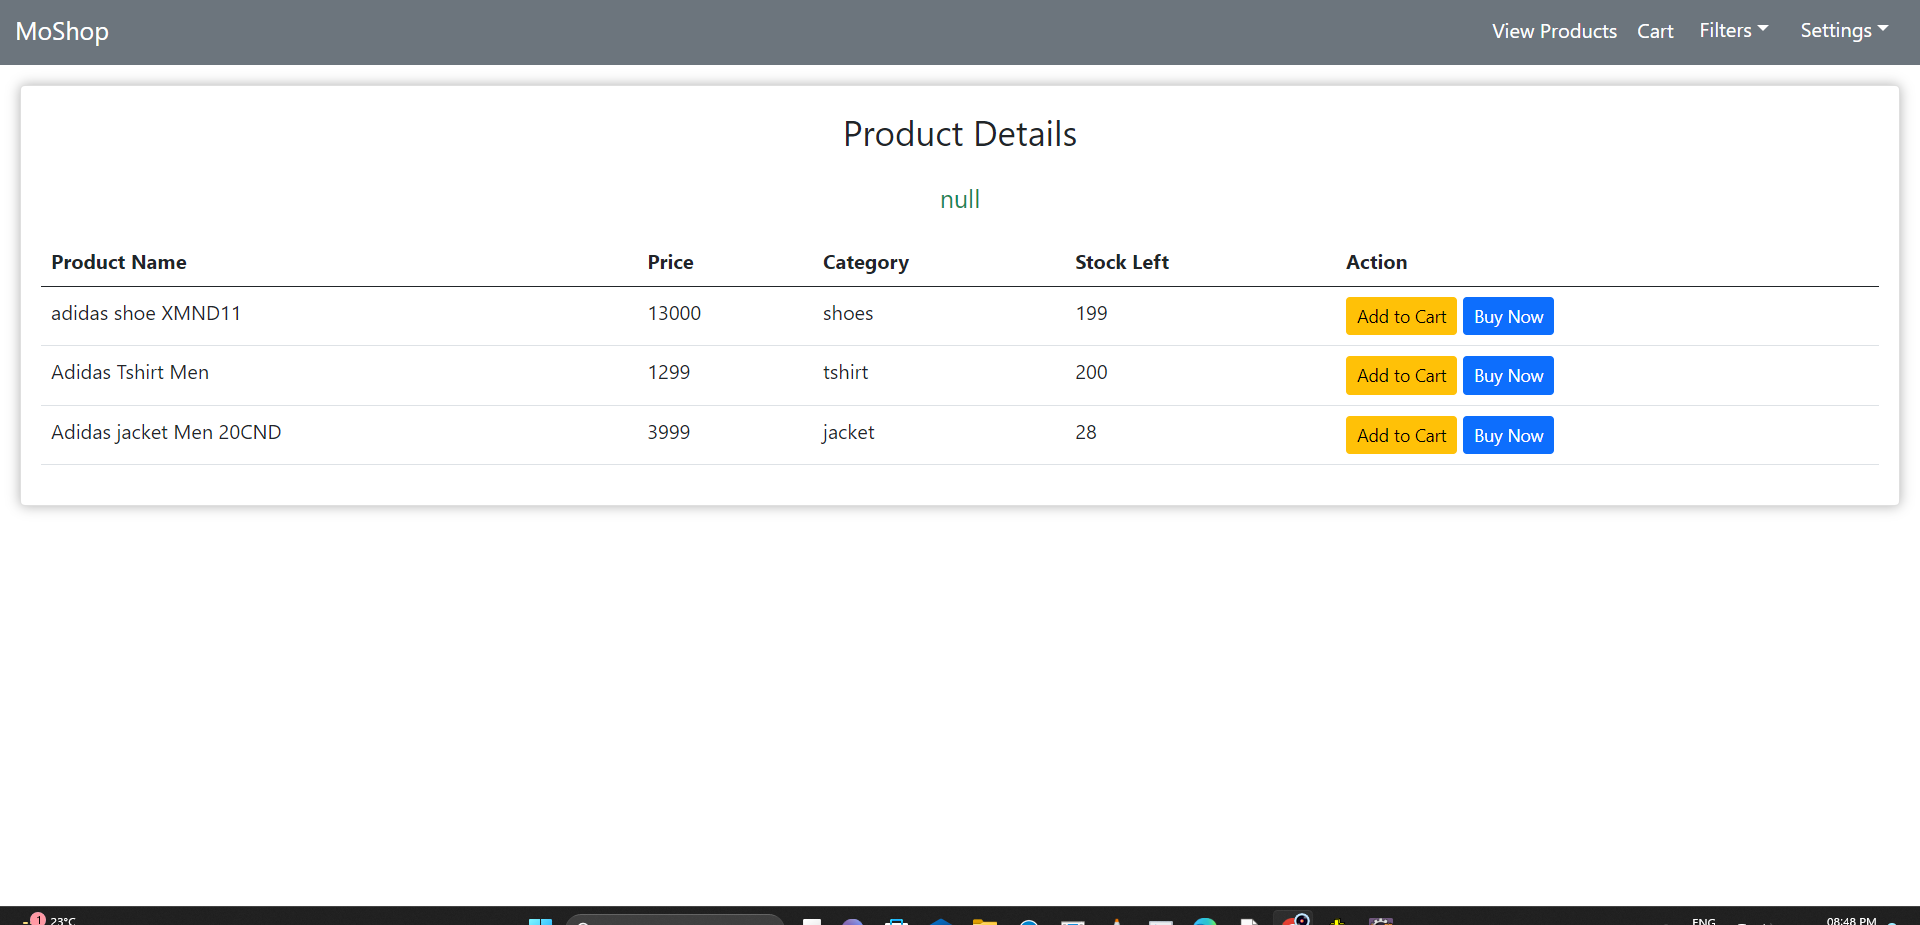 MoShop View Products Cart Filters Settings
Product Details
null
Product Name Price Category Stock Left Action
adidas shoe XMND11 13000 shoes 199 Add to Cart Buy Now
Adidas Tshirt Men 1299 tshirt 200 Add to Cart Buy Now
Adidas jacket Men 20CND 3999 jacket 28 Add to Cart Buy Now
1 23°C ENG 08:48 PM